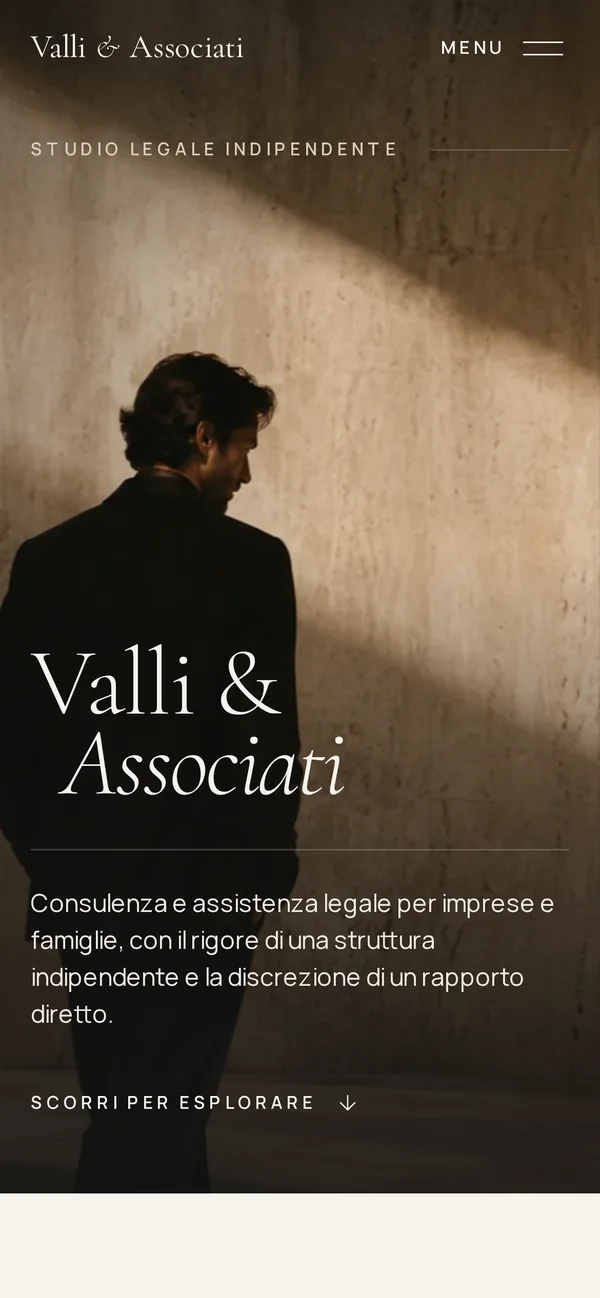 Valli & Associati
MENU
STUDIO LEGALE INDIPENDENTE
Valli &
Associati
Consulenza e assistenza legale per imprese e
famiglie, con il rigore di una struttura
indipendente e la discrezione di un rapporto
diretto.
SCORRI PER ESPLORARE